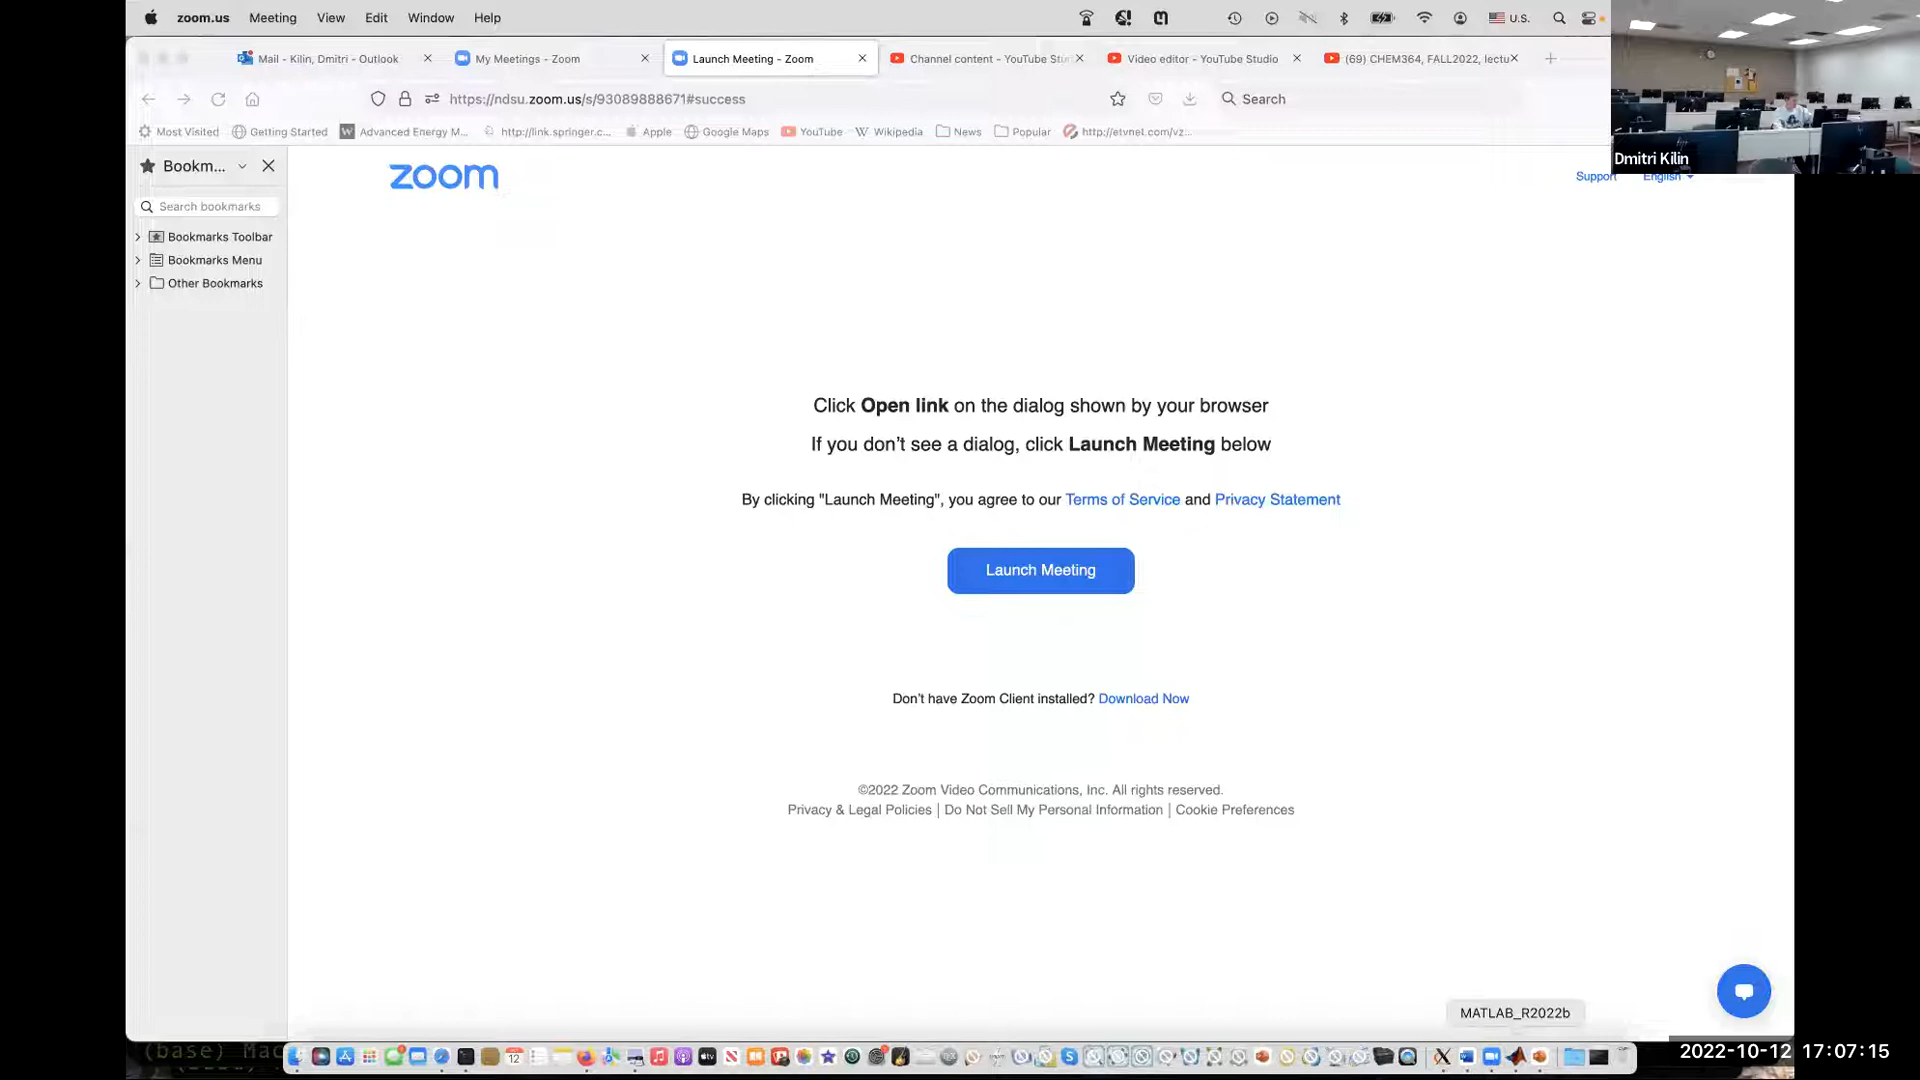 zoom.us Meeting View Edit Window Help U.S.
Mail - Kilin, Dmitri - Outlook My Meetings - Zoom Launch Meeting - Zoom Channel content - YouTube Stu Video editor - YouTube Studio (69) CHEM364, FALL2022, lectu
https://ndsu.zoom.us/s/93089888671#success Search
Most Visited Getting Started Advanced Energy M... http://link.springer.c... Apple Google Maps YouTube Wikipedia News Popular http://etvnet.com/vz...
Dmitri Kilin
Bookm...
zoom
Support English
Search bookmarks
Bookmarks Toolbar
Bookmarks Menu
Other Bookmarks
Click Open link on the dialog shown by your browser
If you don't see a dialog, click Launch Meeting below
By clicking "Launch Meeting", you agree to our Terms of Service and Privacy Statement
Launch Meeting
Don't have Zoom Client installed? Download Now
©2022 Zoom Video Communications, Inc. All rights reserved.
Privacy & Legal Policies | Do Not Sell My Personal Information | Cookie Preferences
MATLAB_R2022b
(base) Mac
12
2022-10-12 17:07:15